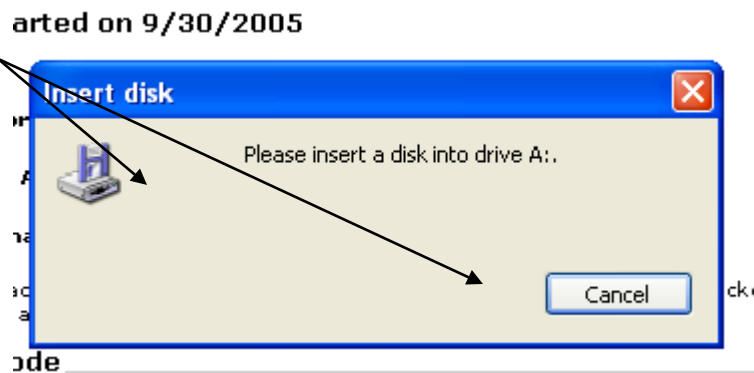 arted on 9/30/2005
Insert disk
Please insert a disk into drive A:.
Cancel
ode